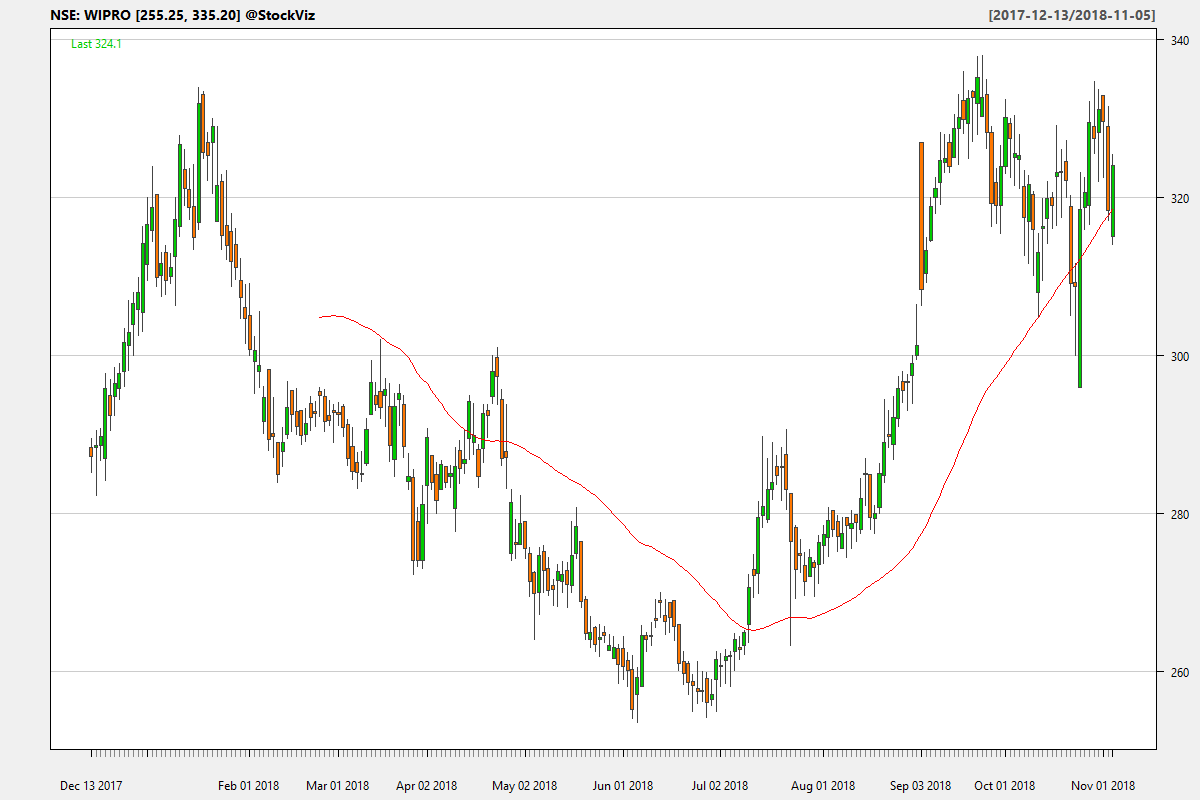 NSE: WIPRO [255.25, 335.20] @StockViz
[2017-12-13/2018-11-05]
Last 324.1
340
320
300
280
260
Dec 13 2017
Feb 01 2018
Mar 01 2018
Apr 02 2018
May 02 2018
Jun 01 2018
Jul 02 2018
Aug 01 2018
Sep 03 2018
Oct 01 2018
Nov 01 2018